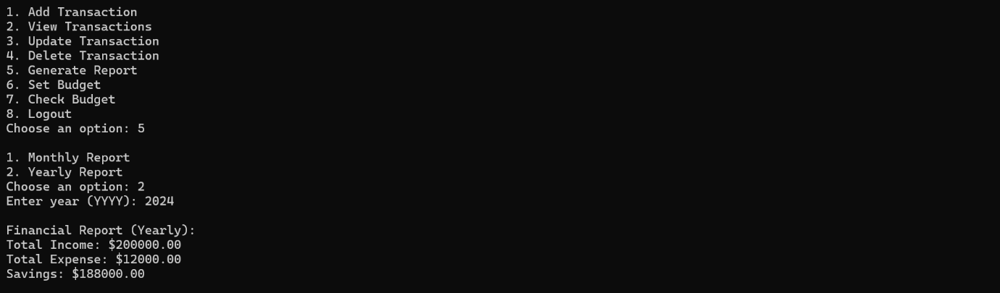 1. Add Transaction
2. View Transactions
3. Update Transaction
4. Delete Transaction
5. Generate Report
6. Set Budget
7. Check Budget
8. Logout
Choose an option: 5
1. Monthly Report
2. Yearly Report
Choose an option: 2
Enter year (YYYY): 2024
Financial Report (Yearly):
Total Income: $200000.00
Total Expense: $12000.00
Savings: $188000.00